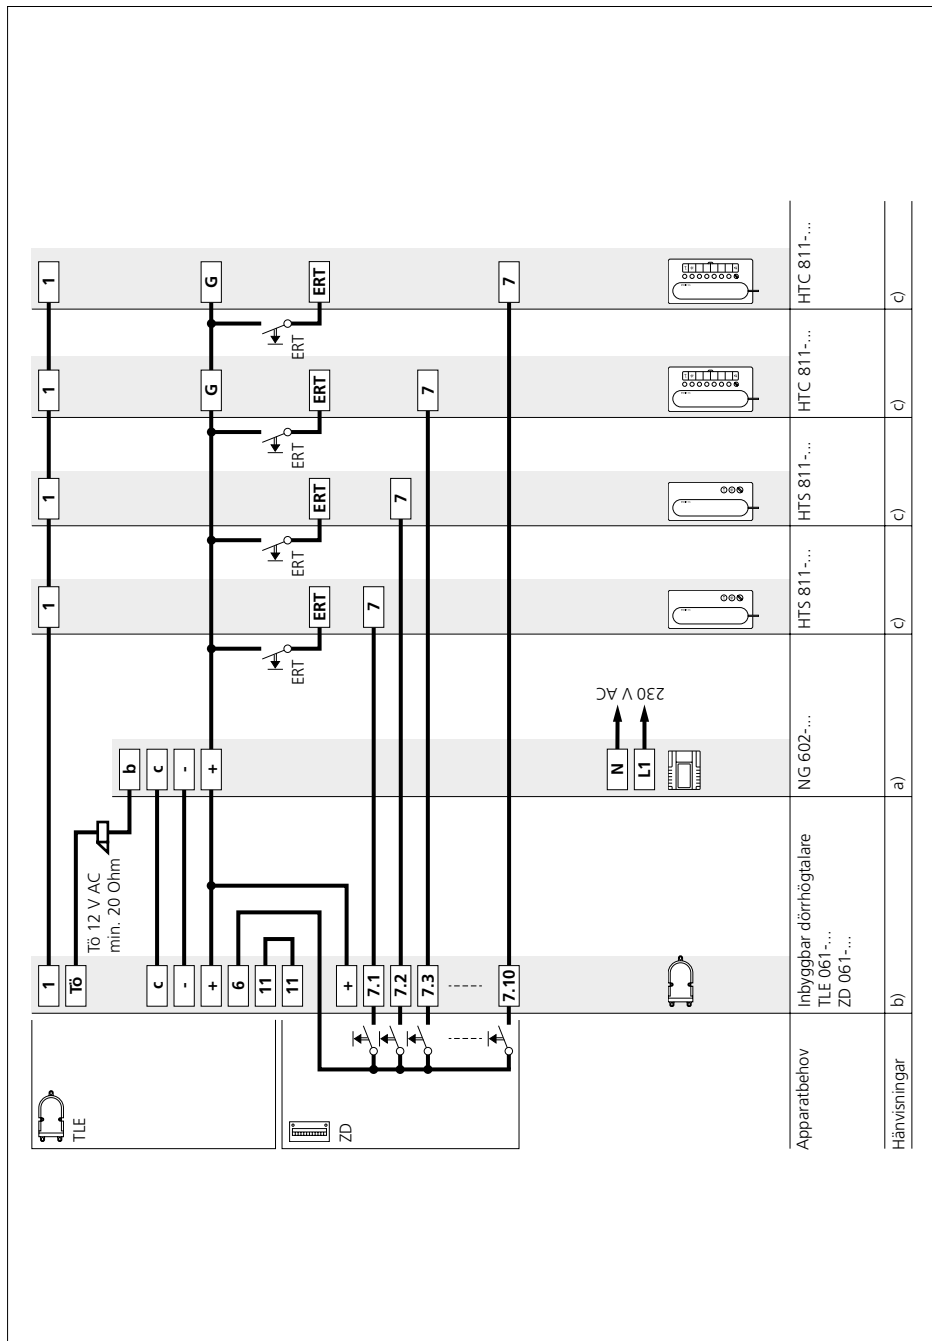 1 1 1 1 1
Tö
TLE
Tö 12 V AC
min. 20 Ohm
b
c c
- -
+ + G G
6
11
11
ERT ERT ERT ERT
ERT ERT ERT ERT
ZD
+
7.1 7
7.2 7
7.3 7
7.10 7
N
L1
230 V AC
Apparatbehov
Inbyggbar dörrhögtalare
TLE 061-...
ZD 061-...
NG 602-...
HTS 811-...
HTS 811-...
HTC 811-...
HTC 811-...
Hänvisningar
b)
a)
c)
c)
c)
c)